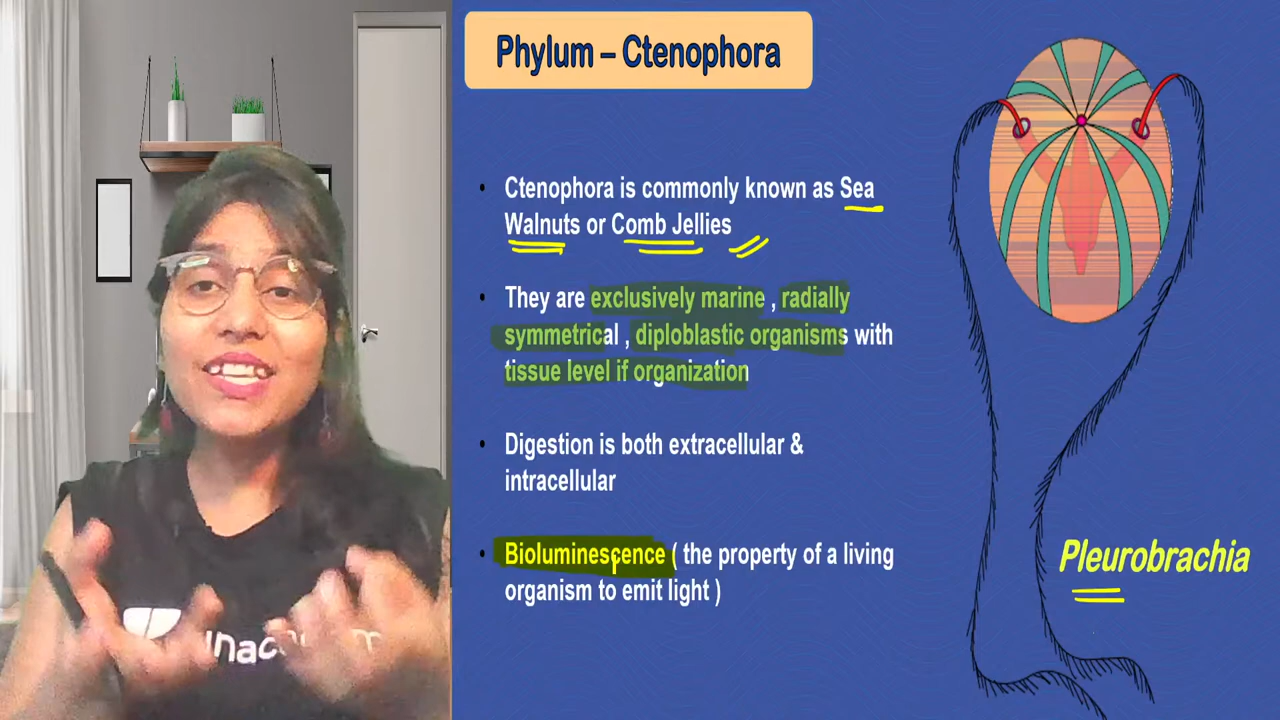 Phylum – Ctenophora
• Ctenophora is commonly known as Sea
Walnuts or Comb Jellies
• They are exclusively marine , radially
symmetrical , diploblastic organisms with
tissue level if organization
• Digestion is both extracellular &
intracellular
• Bioluminescence ( the property of a living
organism to emit light )
Pleurobrachia